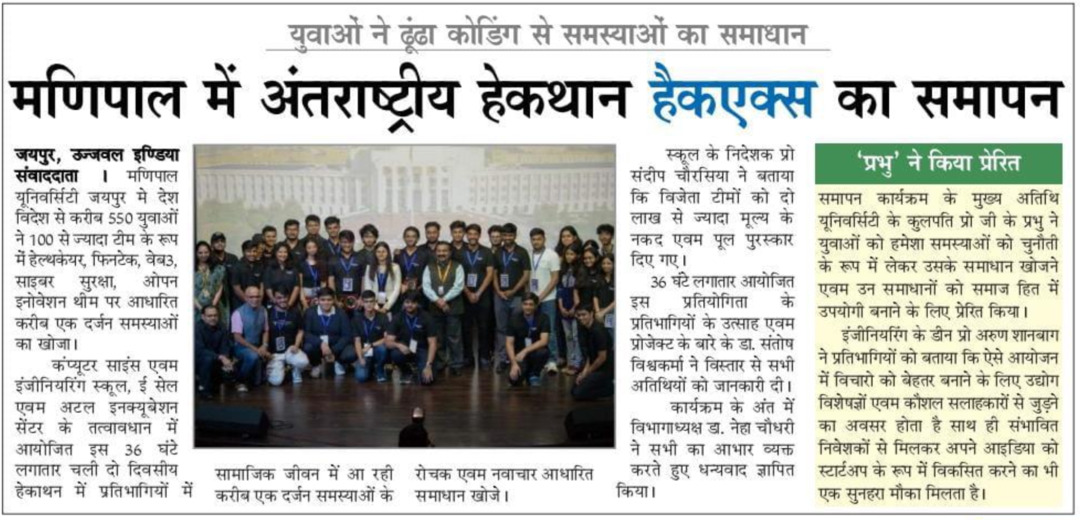 युवाओं ने ढूंढा कोडिंग से समस्याओं का समाधान
मणिपाल में अंतराष्ट्रीय हेकथान हैकएक्स का समापन
जयपुर, उज्जवल इण्डिया
संवाददाता । मणिपाल
यूनिवर्सिटी जयपुर मे देश
विदेश से करीब 550 युवाओं
ने 100 से ज्यादा टीम के रूप
में हेल्थकेयर, फिनटेक, वेब3,
साइबर सुरक्षा, ओपन
इनोवेशन थीम पर आधारित
करीब एक दर्जन समस्याओं
का खोजा।
कंप्यूटर साइंस एवम
इंजीनियरिंग स्कूल, ई सेल
एवम अटल इनक्यूबेशन
सेंटर के तत्वावधान में
आयोजित इस 36 घंटे
लगातार चली दो दिवसीय
हेकाथन में प्रतिभागियों में
सामाजिक जीवन में आ रही
करीब एक दर्जन समस्याओं के
रोचक एवम नवाचार आधारित
समाधान खोजे।
स्कूल के निदेशक प्रो
संदीप चौरसिया ने बताया
कि विजेता टीमों को दो
लाख से ज्यादा मूल्य के
नकद एवम पूल पुरस्कार
दिए गए।
36 घंटे लगातार आयोजित
इस प्रतियोगिता के
प्रतिभागियों के उत्साह एवम
प्रोजेक्ट के बारे के डा. संतोष
विश्वकर्मा ने विस्तार से सभी
अतिथियों को जानकारी दी।
कार्यक्रम के अंत में
विभागाध्यक्ष डा. नेहा चौधरी
ने सभी का आभार व्यक्त
करते हुए धन्यवाद ज्ञापित
किया।
'प्रभु' ने किया प्रेरित
समापन कार्यक्रम के मुख्य अतिथि
यूनिवर्सिटी के कुलपति प्रो जी के प्रभु ने
युवाओं को हमेशा समस्याओं को चुनौती
के रूप में लेकर उसके समाधान खोजने
एवम उन समाधानों को समाज हित में
उपयोगी बनाने के लिए प्रेरित किया।
इंजीनियरिंग के डीन प्रो अरुण शानबाग
ने प्रतिभागियों को बताया कि ऐसे आयोजन
में विचारो को बेहतर बनाने के लिए उद्योग
विशेषज्ञों एवम कौशल सलाहकारों से जुड़ने
का अवसर होता है साथ ही संभावित
निवेशकों से मिलकर अपने आइडिया को
स्टार्टअप के रूप में विकसित करने का भी
एक सुनहरा मौका मिलता है।